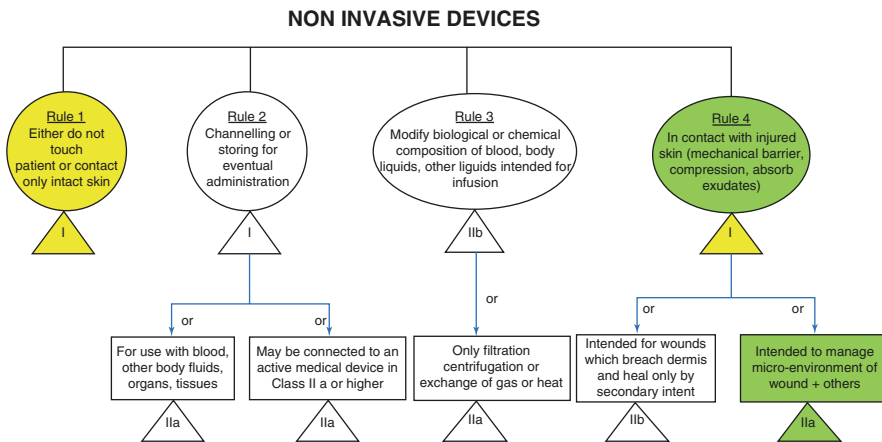 NON INVASIVE DEVICES
Rule 1
Either do not
touch
patient or contact
only intact skin
I
Rule 2
Channelling or
storing for
eventual
administration
I
Rule 3
Modify biological or chemical
composition of blood, body
liquids, other liguids intended for
infusion
IIb
Rule 4
In contact with injured
skin (mechanical barrier,
compression, absorb
exudates)
I
or
or
or
or
or
For use with blood,
other body fluids,
organs, tissues
IIa
May be connected to an
active medical device in
Class II a or higher
IIa
Only filtration
centrifugation or
exchange of gas or heat
IIa
Intended for wounds
which breach dermis
and heal only by
secondary intent
IIb
Intended to manage
micro-environment of
wound + others
IIa